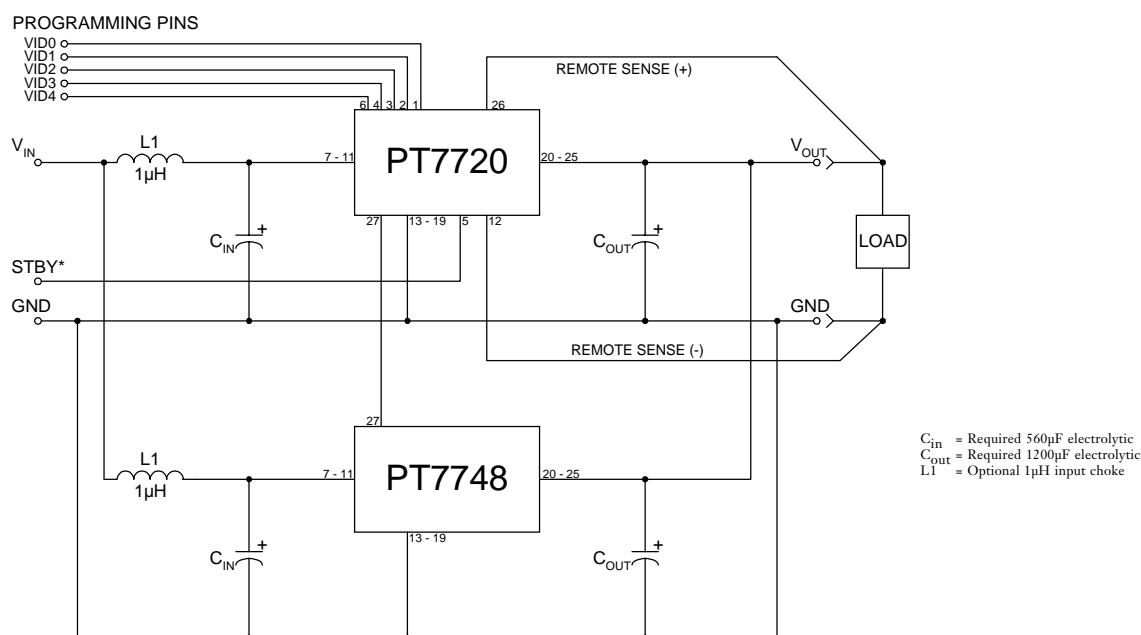 PROGRAMMING PINS
VID0
VID1
VID2
VID3
VID4
REMOTE SENSE (+)
6 4 3 2 1
26
VIN
L1
1µH
7 - 11
PT7720
20 - 25
VOUT
27
13 - 19
5
12
CIN
+
COUT
+
LOAD
STBY*
GND
GND
REMOTE SENSE (-)
27
L1
1µH
7 - 11
PT7748
20 - 25
13 - 19
CIN
+
COUT
+
Cin = Required 560µF electrolytic
Cout = Required 1200µF electrolytic
L1 = Optional 1µH input choke